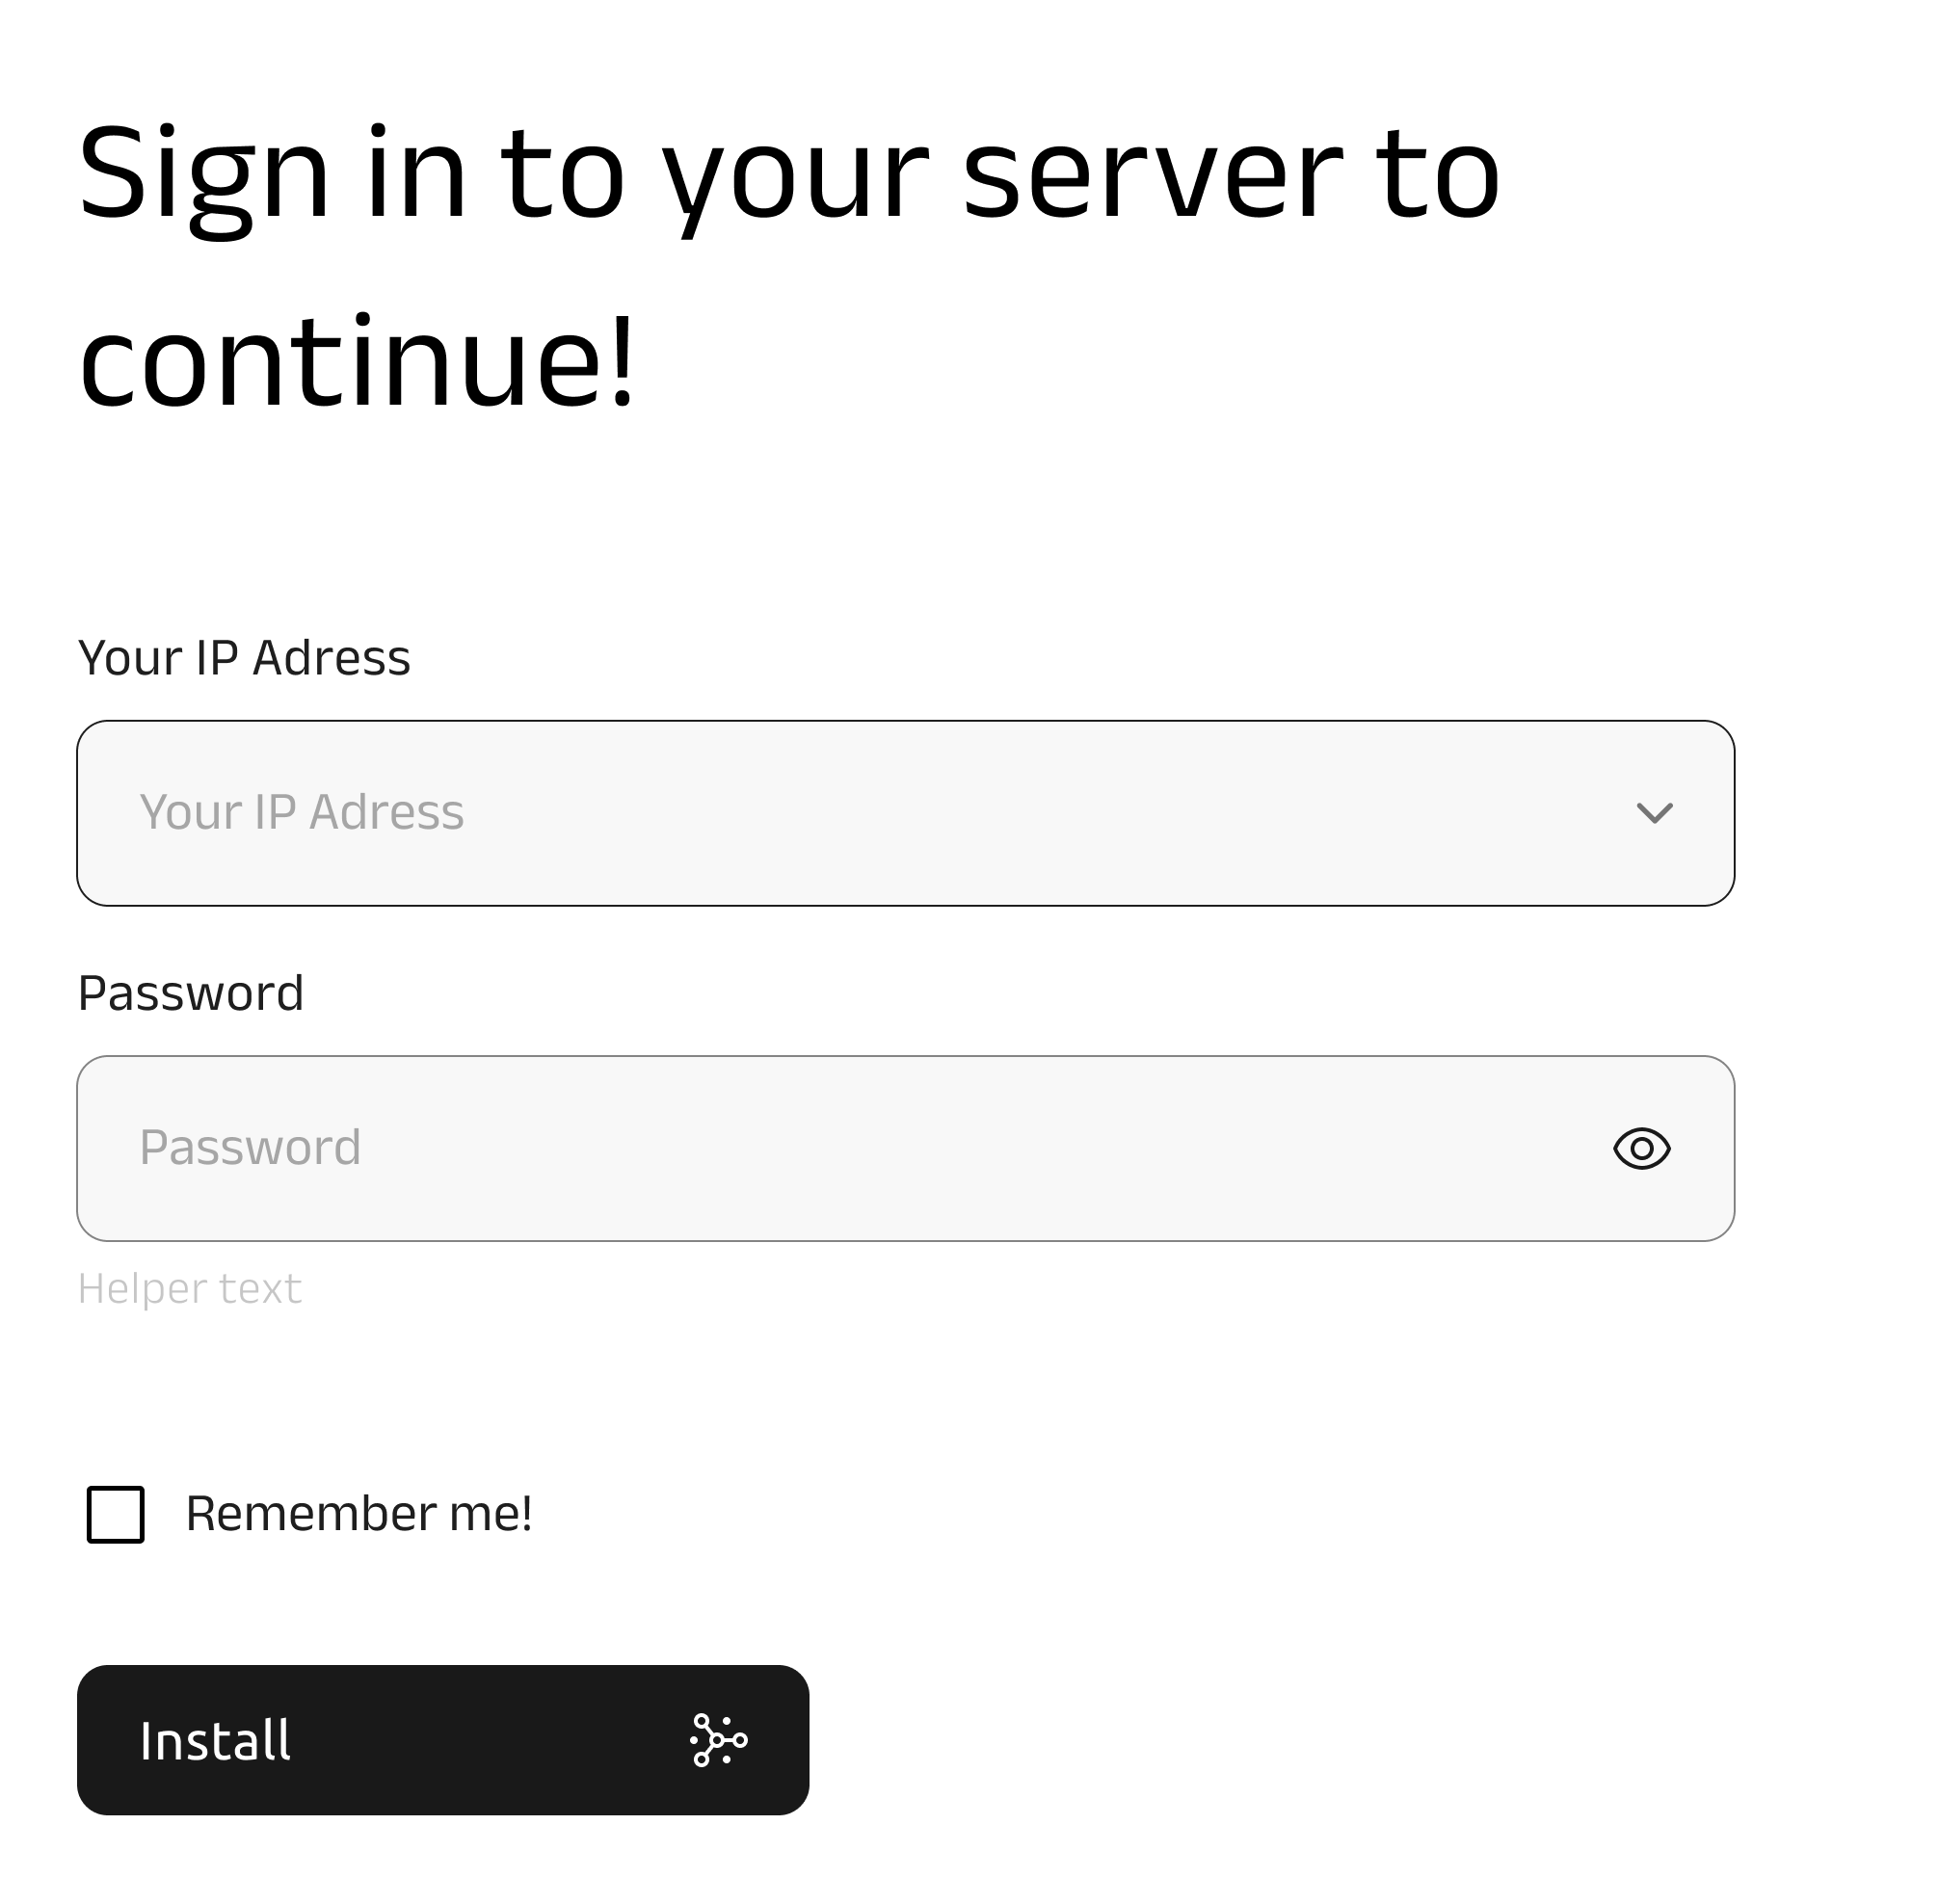 Sign in to your server to
continue!
Your IP Adress
Your IP Adress
Password
Password
Helper text
Remember me!
Install